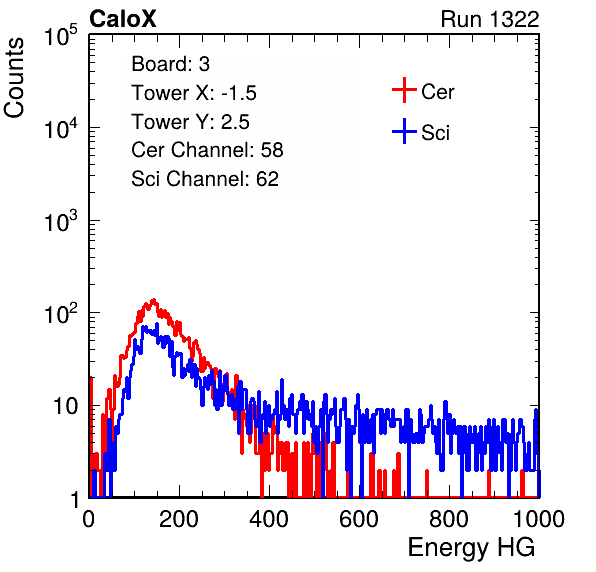 CaloX Run 1322
Counts
Board: 3
Tower X: -1.5
Tower Y: 2.5
Cer Channel: 58
Sci Channel: 62
Cer
Sci
10^5
10^4
10^3
10^2
10
1
0 200 400 600 800 1000
Energy HG